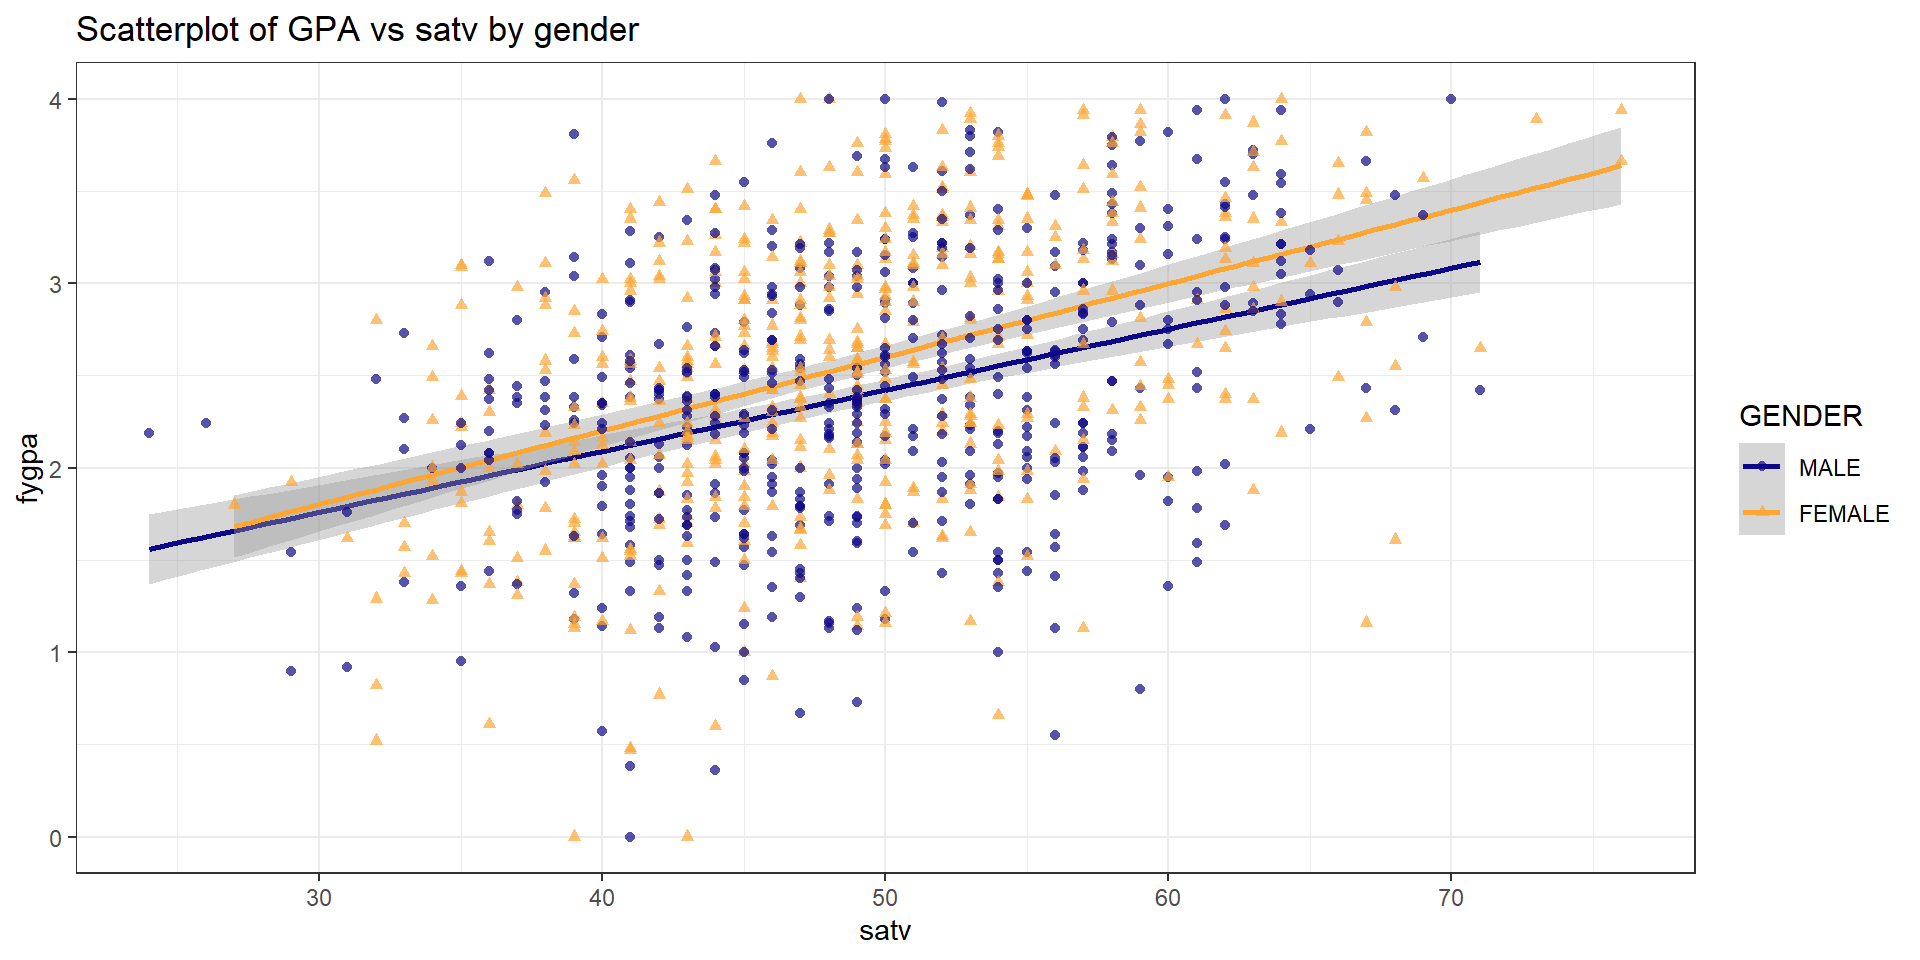 Scatterplot of GPA vs satv by gender
4
3
2
1
0
fygpa
30 40 50 60 70
satv
GENDER
MALE
FEMALE